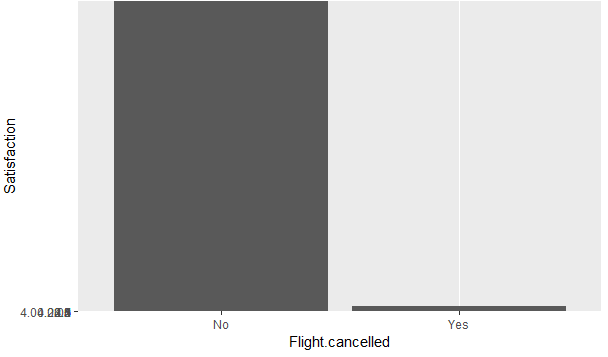 Satisfaction
No
Yes
Flight.cancelled